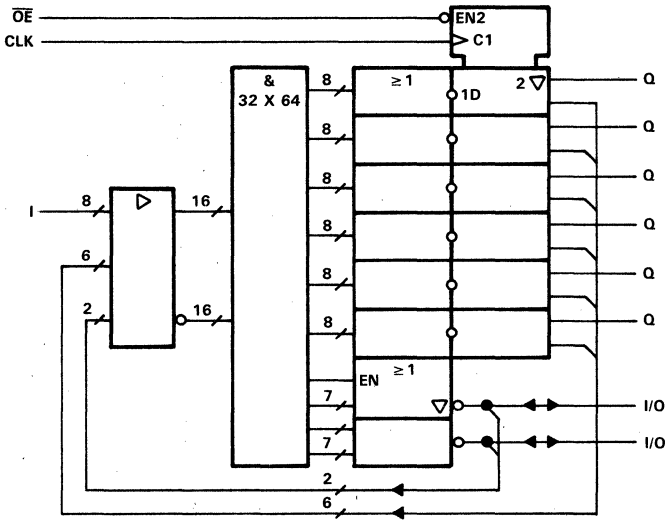 OE EN2
CLK C1
& 8 ≥1 2 ▽ Q
32 X 64 1D
8 Q
8 Q
I 8 ▷ 16 8 Q
6 8 Q
2 16 8 Q
≥1
EN
7 ▽ I/O
7 I/O
2
6